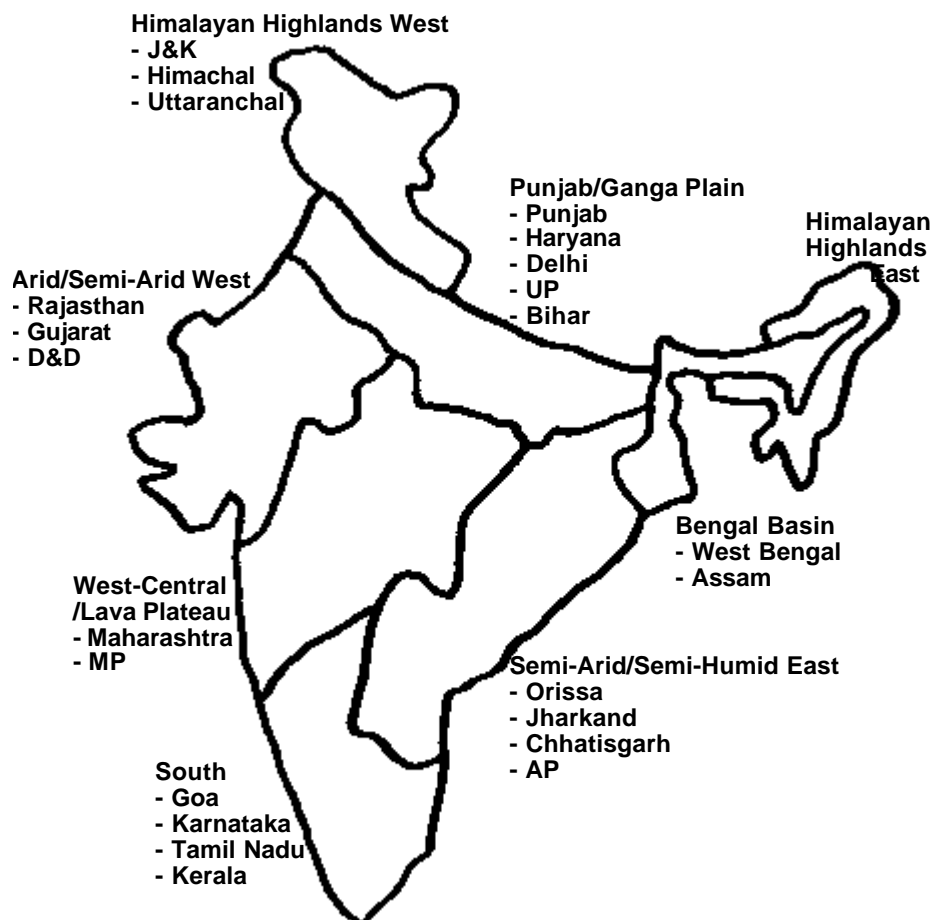 Himalayan Highlands West
- J&K
- Himachal
- Uttaranchal
Punjab/Ganga Plain
- Punjab
- Haryana
- Delhi
- UP
- Bihar
Himalayan
Highlands
East
Arid/Semi-Arid West
- Rajasthan
- Gujarat
- D&D
Bengal Basin
- West Bengal
- Assam
West-Central
/Lava Plateau
- Maharashtra
- MP
Semi-Arid/Semi-Humid East
- Orissa
- Jharkand
- Chhatisgarh
- AP
South
- Goa
- Karnataka
- Tamil Nadu
- Kerala